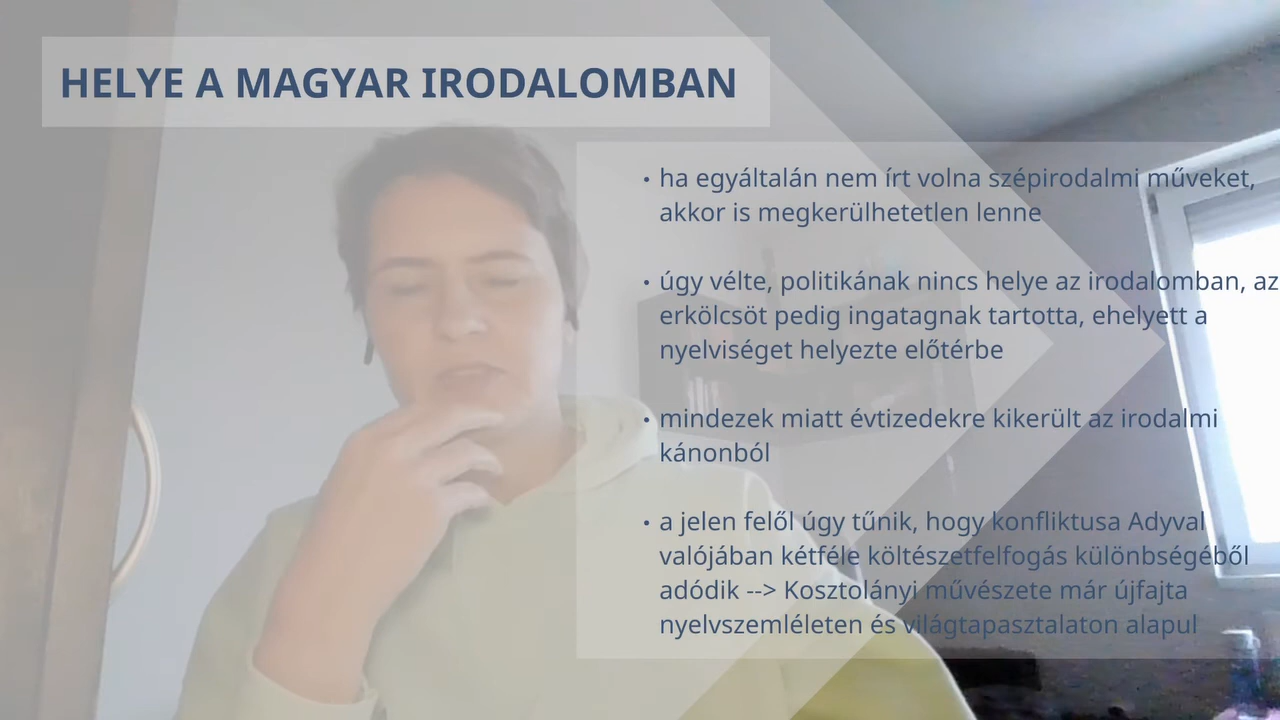 HELYE A MAGYAR IRODALOMBAN
• ha egyáltalán nem írt volna szépirodalmi műveket,
akkor is megkerülhetetlen lenne
• úgy vélte, politikának nincs helye az irodalomban, az
erkölcsöt pedig ingatagnak tartotta, ehelyett a
nyelviséget helyezte előtérbe
• mindezek miatt évtizedekre kikerült az irodalmi
kánonból
• a jelen felől úgy tűnik, hogy konfliktusa Adyval
valójában kétféle költészetfelfogás különbségéből
adódik --> Kosztolányi művészete már újfajta
nyelvszemléleten és világtapasztalaton alapul